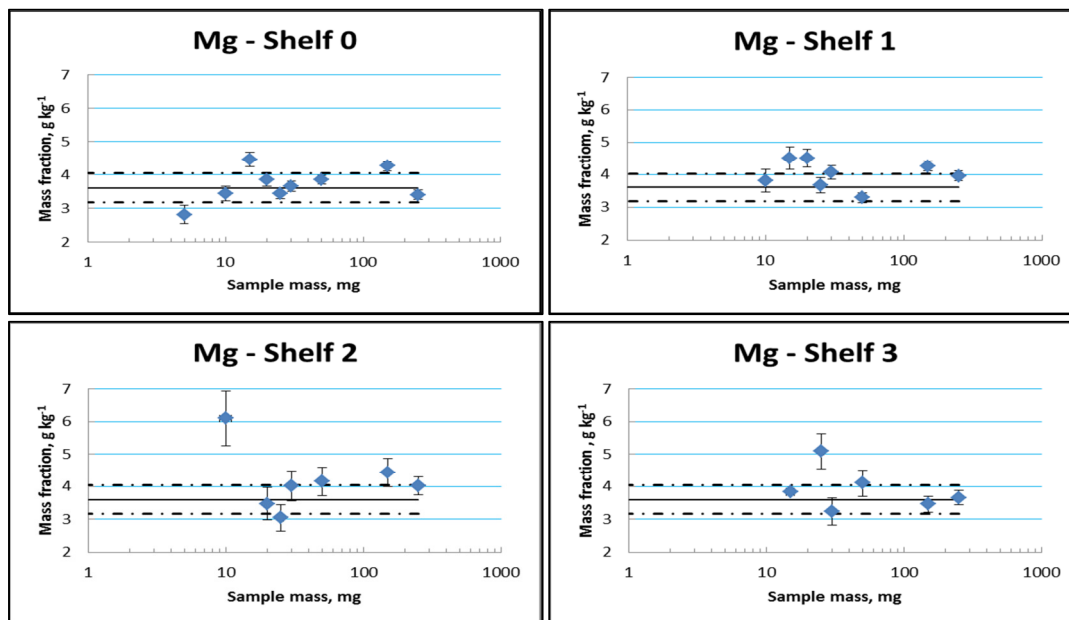 Mg - Shelf 0
Mass fraction, g kg⁻¹
7
6
5
4
3
2
1 10 100 1000
Sample mass, mg
Mg - Shelf 1
Mass fractiom, g kg⁻¹
7
6
5
4
3
2
1 10 100 1000
Sample mass, mg
Mg - Shelf 2
Mass fraction, g kg⁻¹
7
6
5
4
3
2
1 10 100 1000
Sample mass, mg
Mg - Shelf 3
Mass fraction , g kg⁻¹
7
6
5
4
3
2
1 10 100 1000
Sample mass, mg